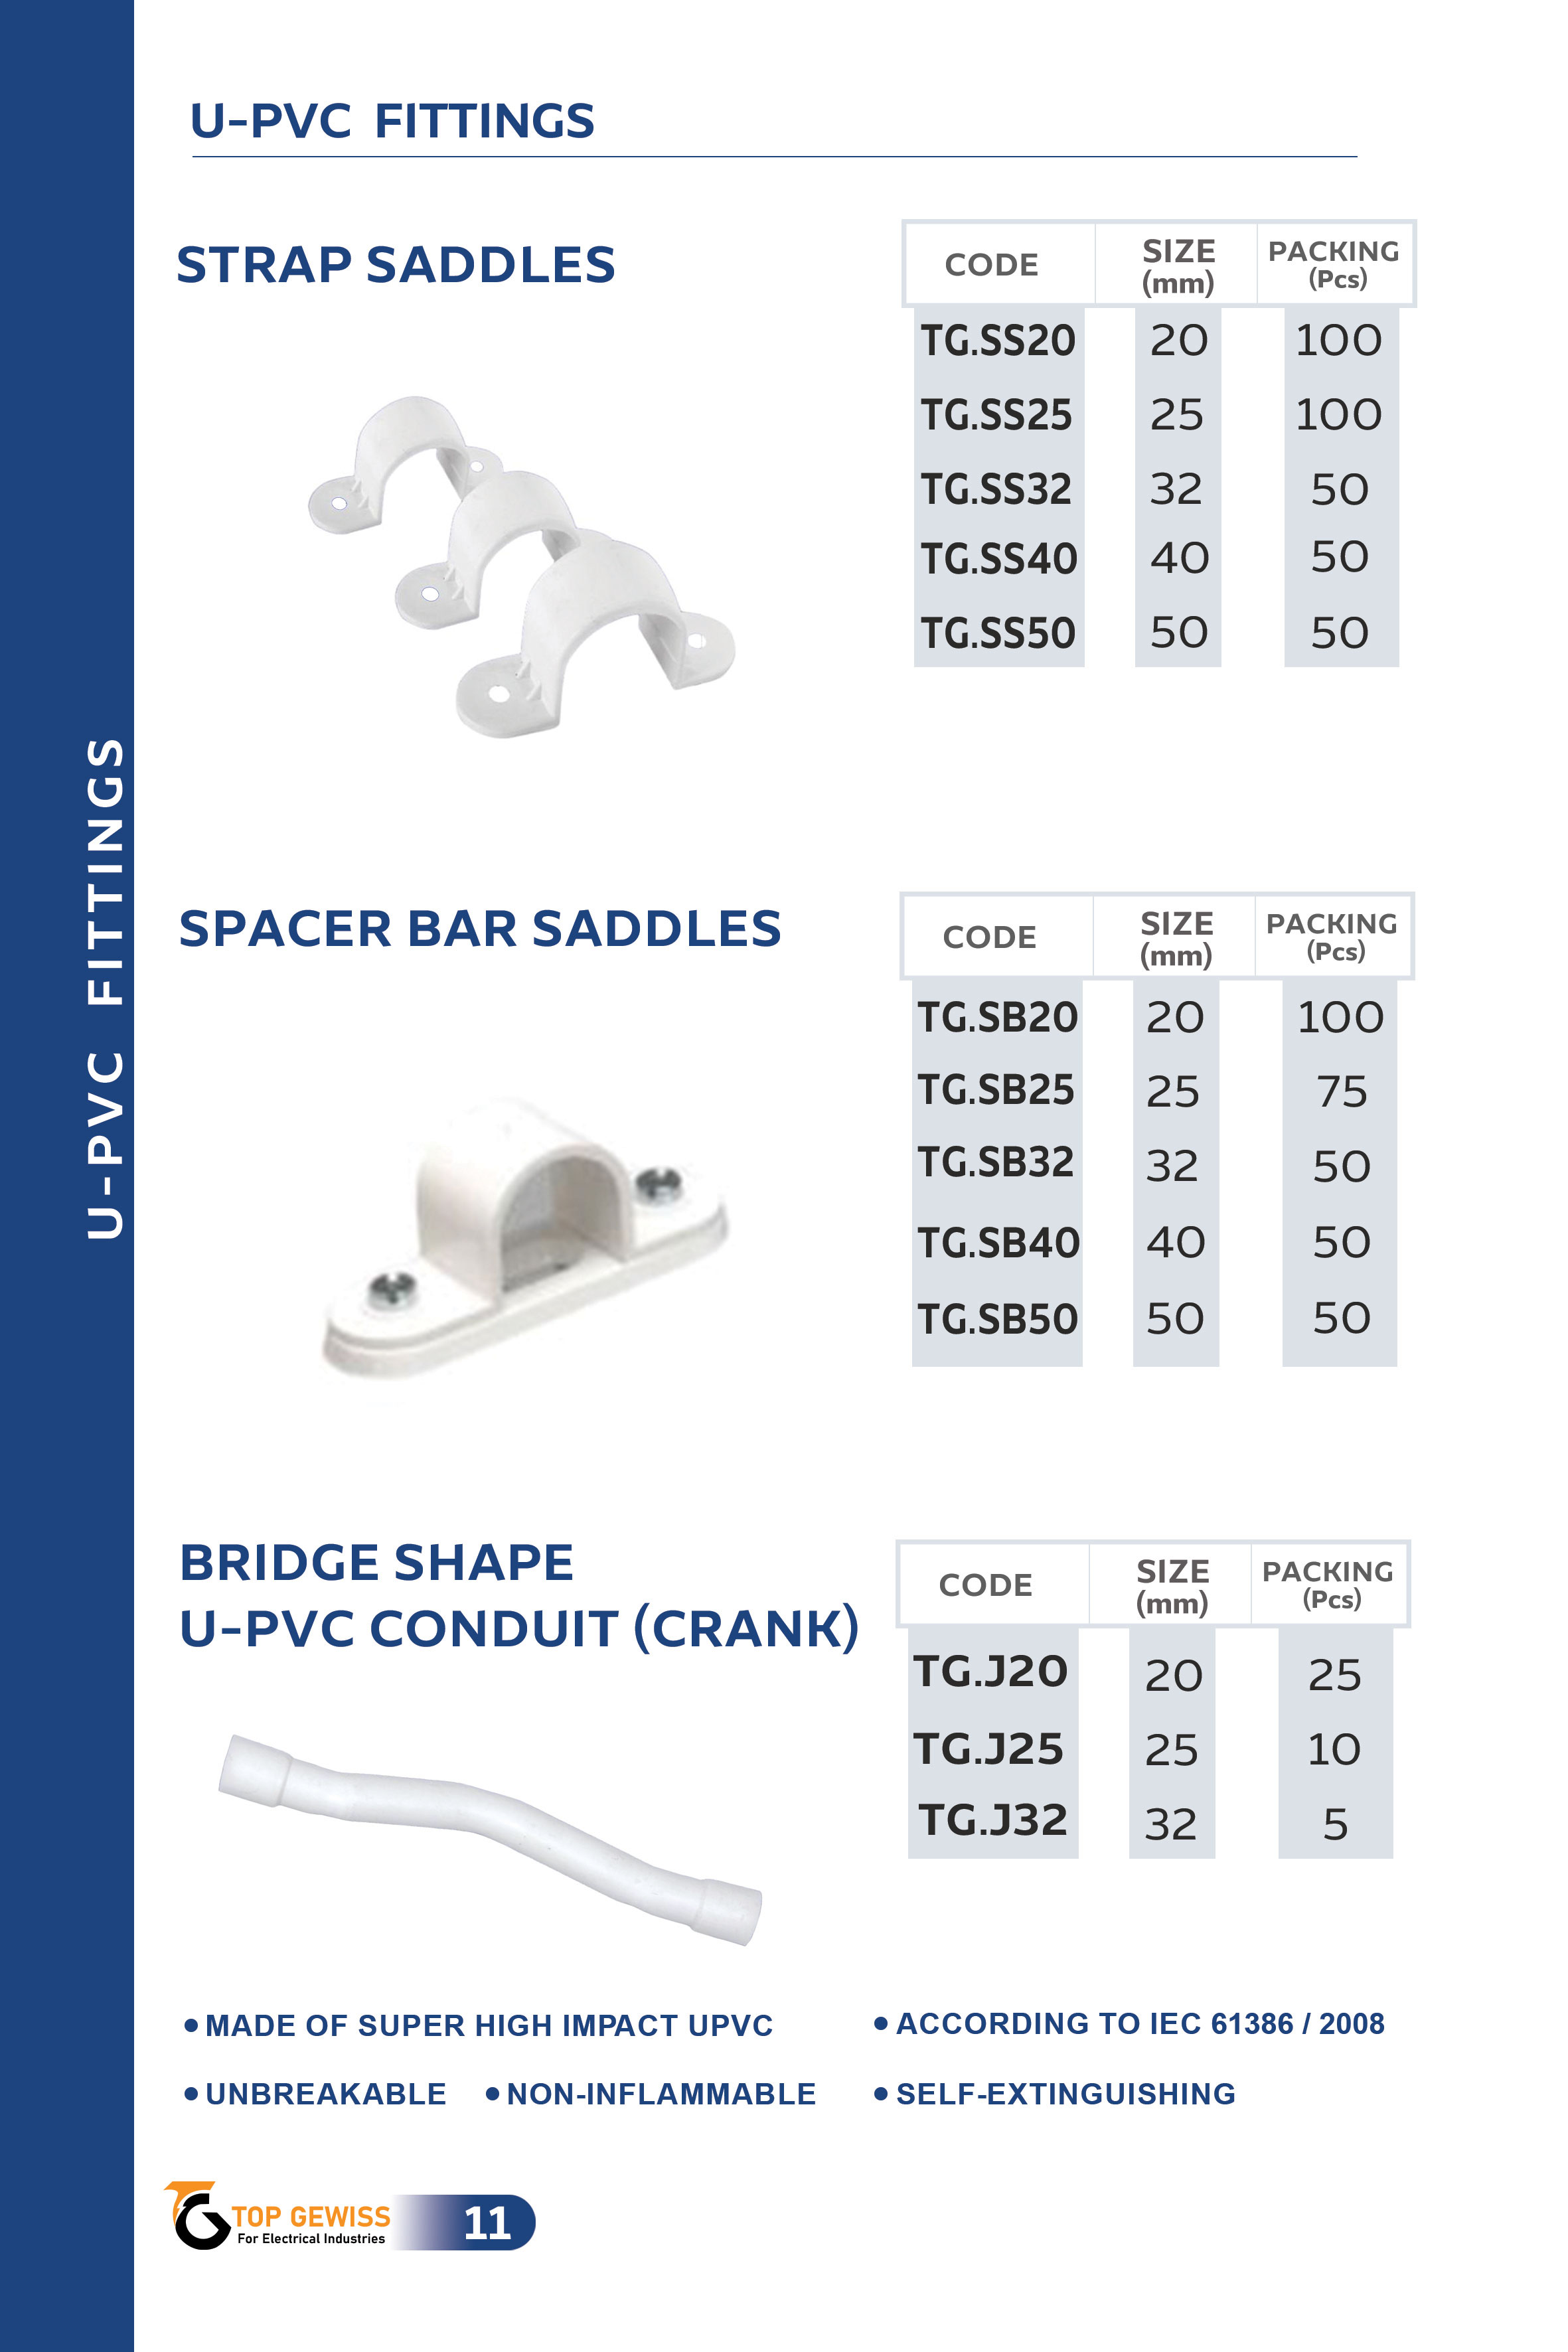 U-PVC FITTINGS
STRAP SADDLES
CODE SIZE (mm) PACKING (Pcs)
TG.SS20 20 100
TG.SS25 25 100
TG.SS32 32 50
TG.SS40 40 50
TG.SS50 50 50
U-PVC FITTINGS
SPACER BAR SADDLES
CODE SIZE (mm) PACKING (Pcs)
TG.SB20 20 100
TG.SB25 25 75
TG.SB32 32 50
TG.SB40 40 50
TG.SB50 50 50
BRIDGE SHAPE
U-PVC CONDUIT (CRANK)
CODE SIZE (mm) PACKING (Pcs)
TG.J20 20 25
TG.J25 25 10
TG.J32 32 5
• MADE OF SUPER HIGH IMPACT UPVC • ACCORDING TO IEC 61386 / 2008
• UNBREAKABLE • NON-INFLAMMABLE • SELF-EXTINGUISHING
TOP GEWISS
For Electrical Industries
11